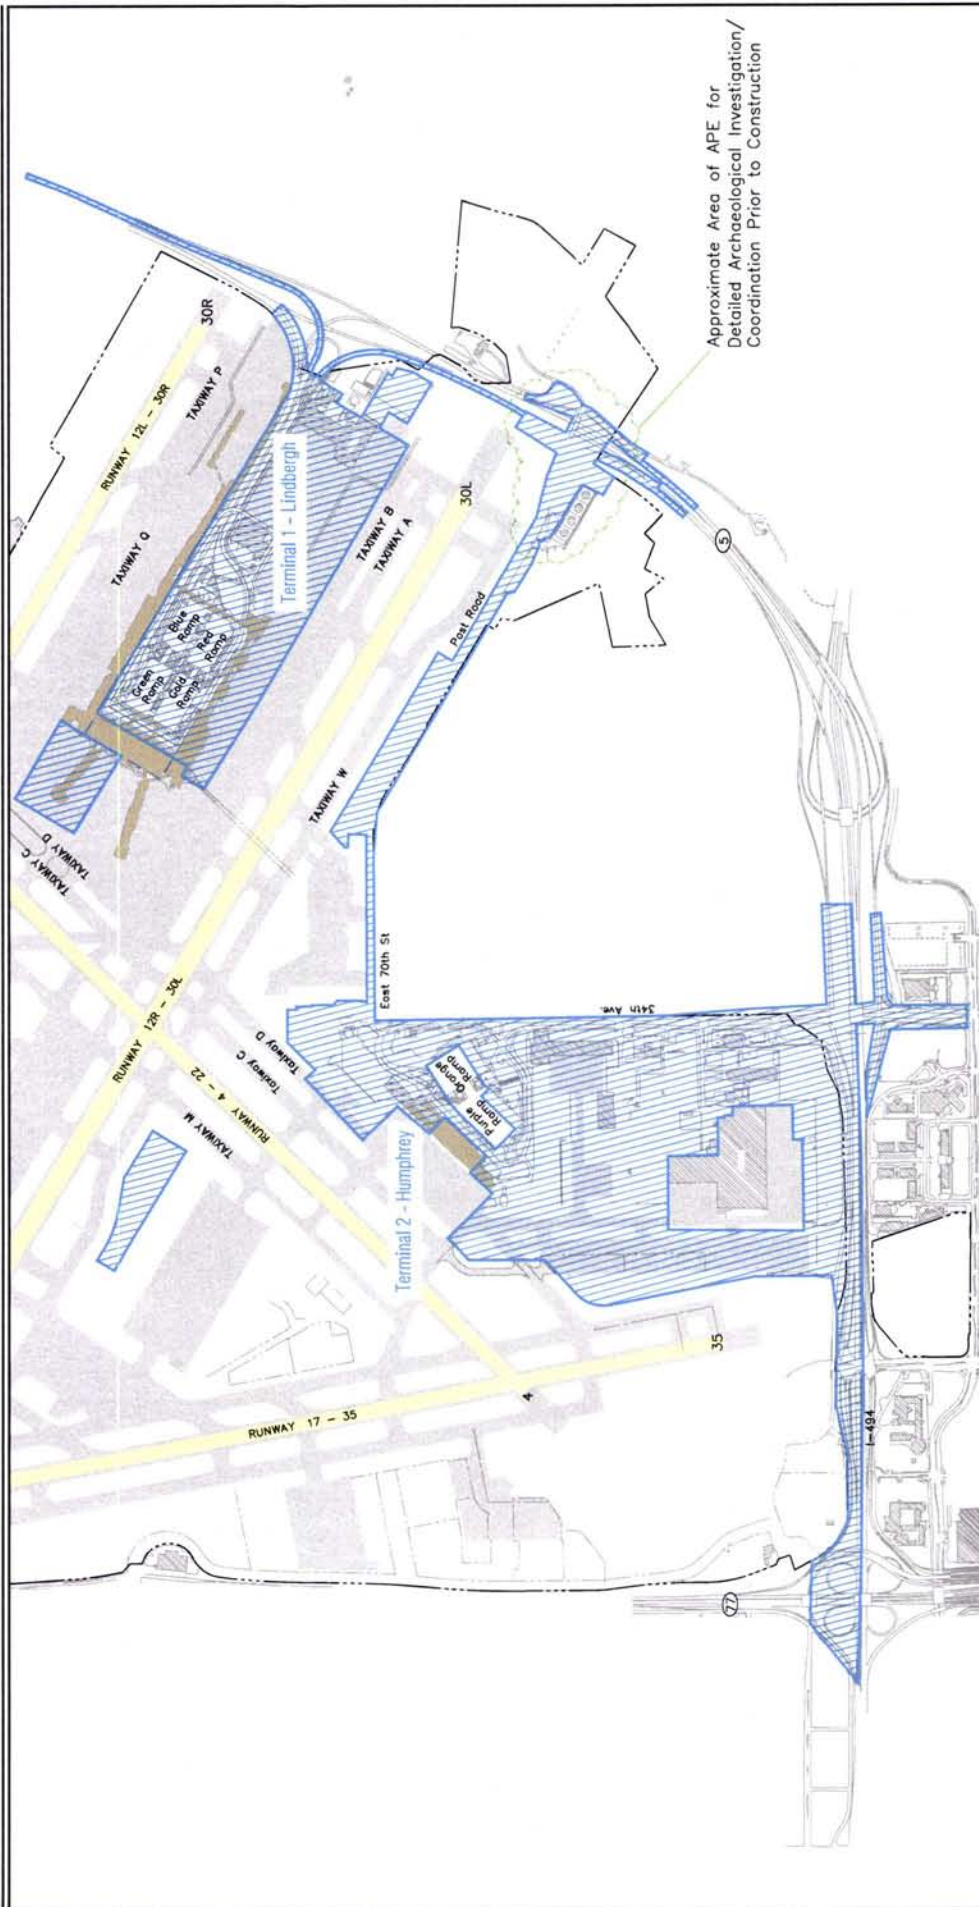 Approximate Area of APE for
Detailed Archaeological Investigation/
Coordination Prior to Construction
RUNWAY 12L - 30R
30R
TAXIWAY P
TAXIWAY Q
Terminal 1 - Lindbergh
Green
Ramp
Blue
Ramp
Gold
Ramp
Red
Ramp
TAXIWAY B
TAXIWAY A
30L
TAXIWAY C
TAXIWAY D
TAXIWAY W
Post Road
5
RUNWAY 12R - 30L
East 70th St
34th Ave.
Taxiway D
Taxiway C
RUNWAY 4 - 22
TAXIWAY M
Terminal 2 - Humphrey
Purple
Ramp
Orange
Ramp
RUNWAY 17 - 35
4
35
I-494
77